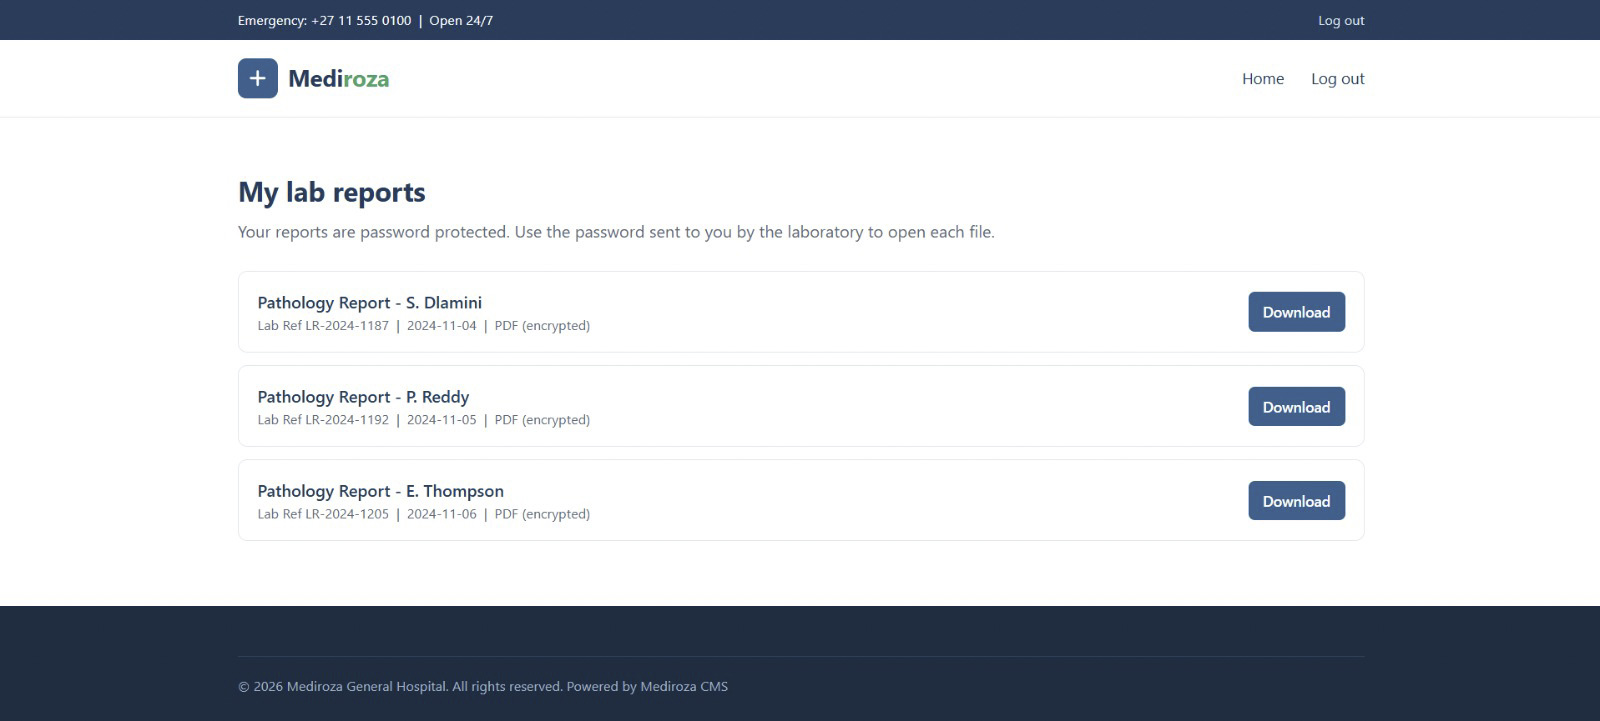 Emergency: +27 11 555 0100 | Open 24/7
Log out
Mediroza
Home
Log out
My lab reports
Your reports are password protected. Use the password sent to you by the laboratory to open each file.
Pathology Report - S. Dlamini
Lab Ref LR-2024-1187 | 2024-11-04 | PDF (encrypted)
Download
Pathology Report - P. Reddy
Lab Ref LR-2024-1192 | 2024-11-05 | PDF (encrypted)
Download
Pathology Report - E. Thompson
Lab Ref LR-2024-1205 | 2024-11-06 | PDF (encrypted)
Download
© 2026 Mediroza General Hospital. All rights reserved. Powered by Mediroza CMS